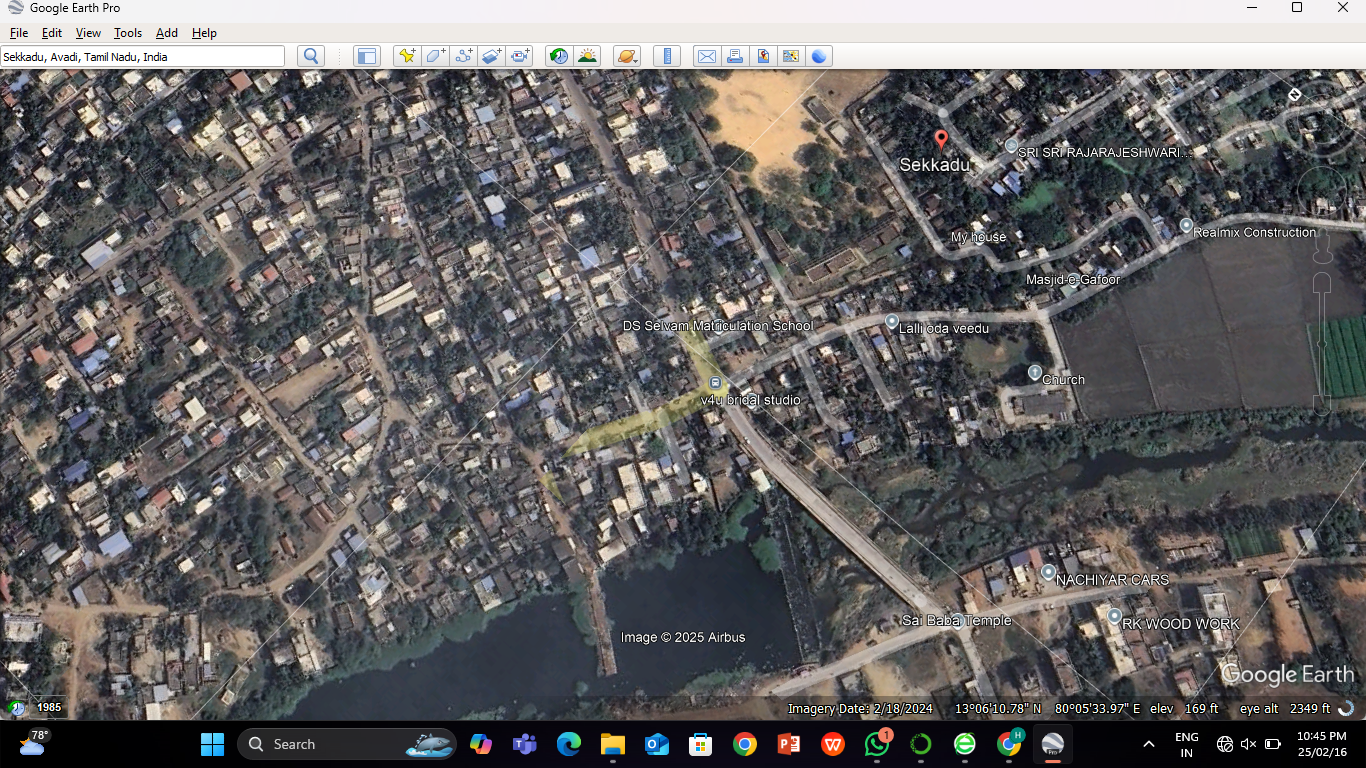 Google Earth Pro
File Edit View Tools Add Help
Sekkadu, Avadi, Tamil Nadu, India
SRI SRI RAJARAJESHWARI...
Sekkadu
Realmix Construction
My house
Masjid-e-Gafoor
DS Selvam Matriculation School
Lalli oda veedu
Church
v4u bridal studio
NACHIYAR CARS
Sai Baba Temple
RK WOOD WORK
Image © 2025 Airbus
Google Earth
1985
Imagery Date: 2/18/2024 13°06'10.78" N 80°05'33.97" E elev 169 ft eye alt 2349 ft
78°
Search
1
H
Pro
ENG
IN
10:45 PM
25/02/16